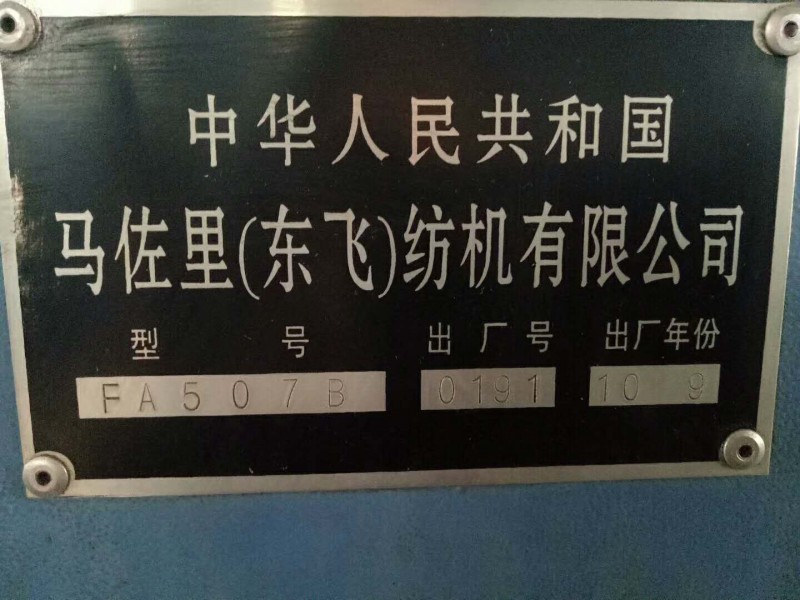 中华人民共和国
马佐里(东飞)纺机有限公司
型号 出厂号 出厂年份
FA507B 0191 10 9